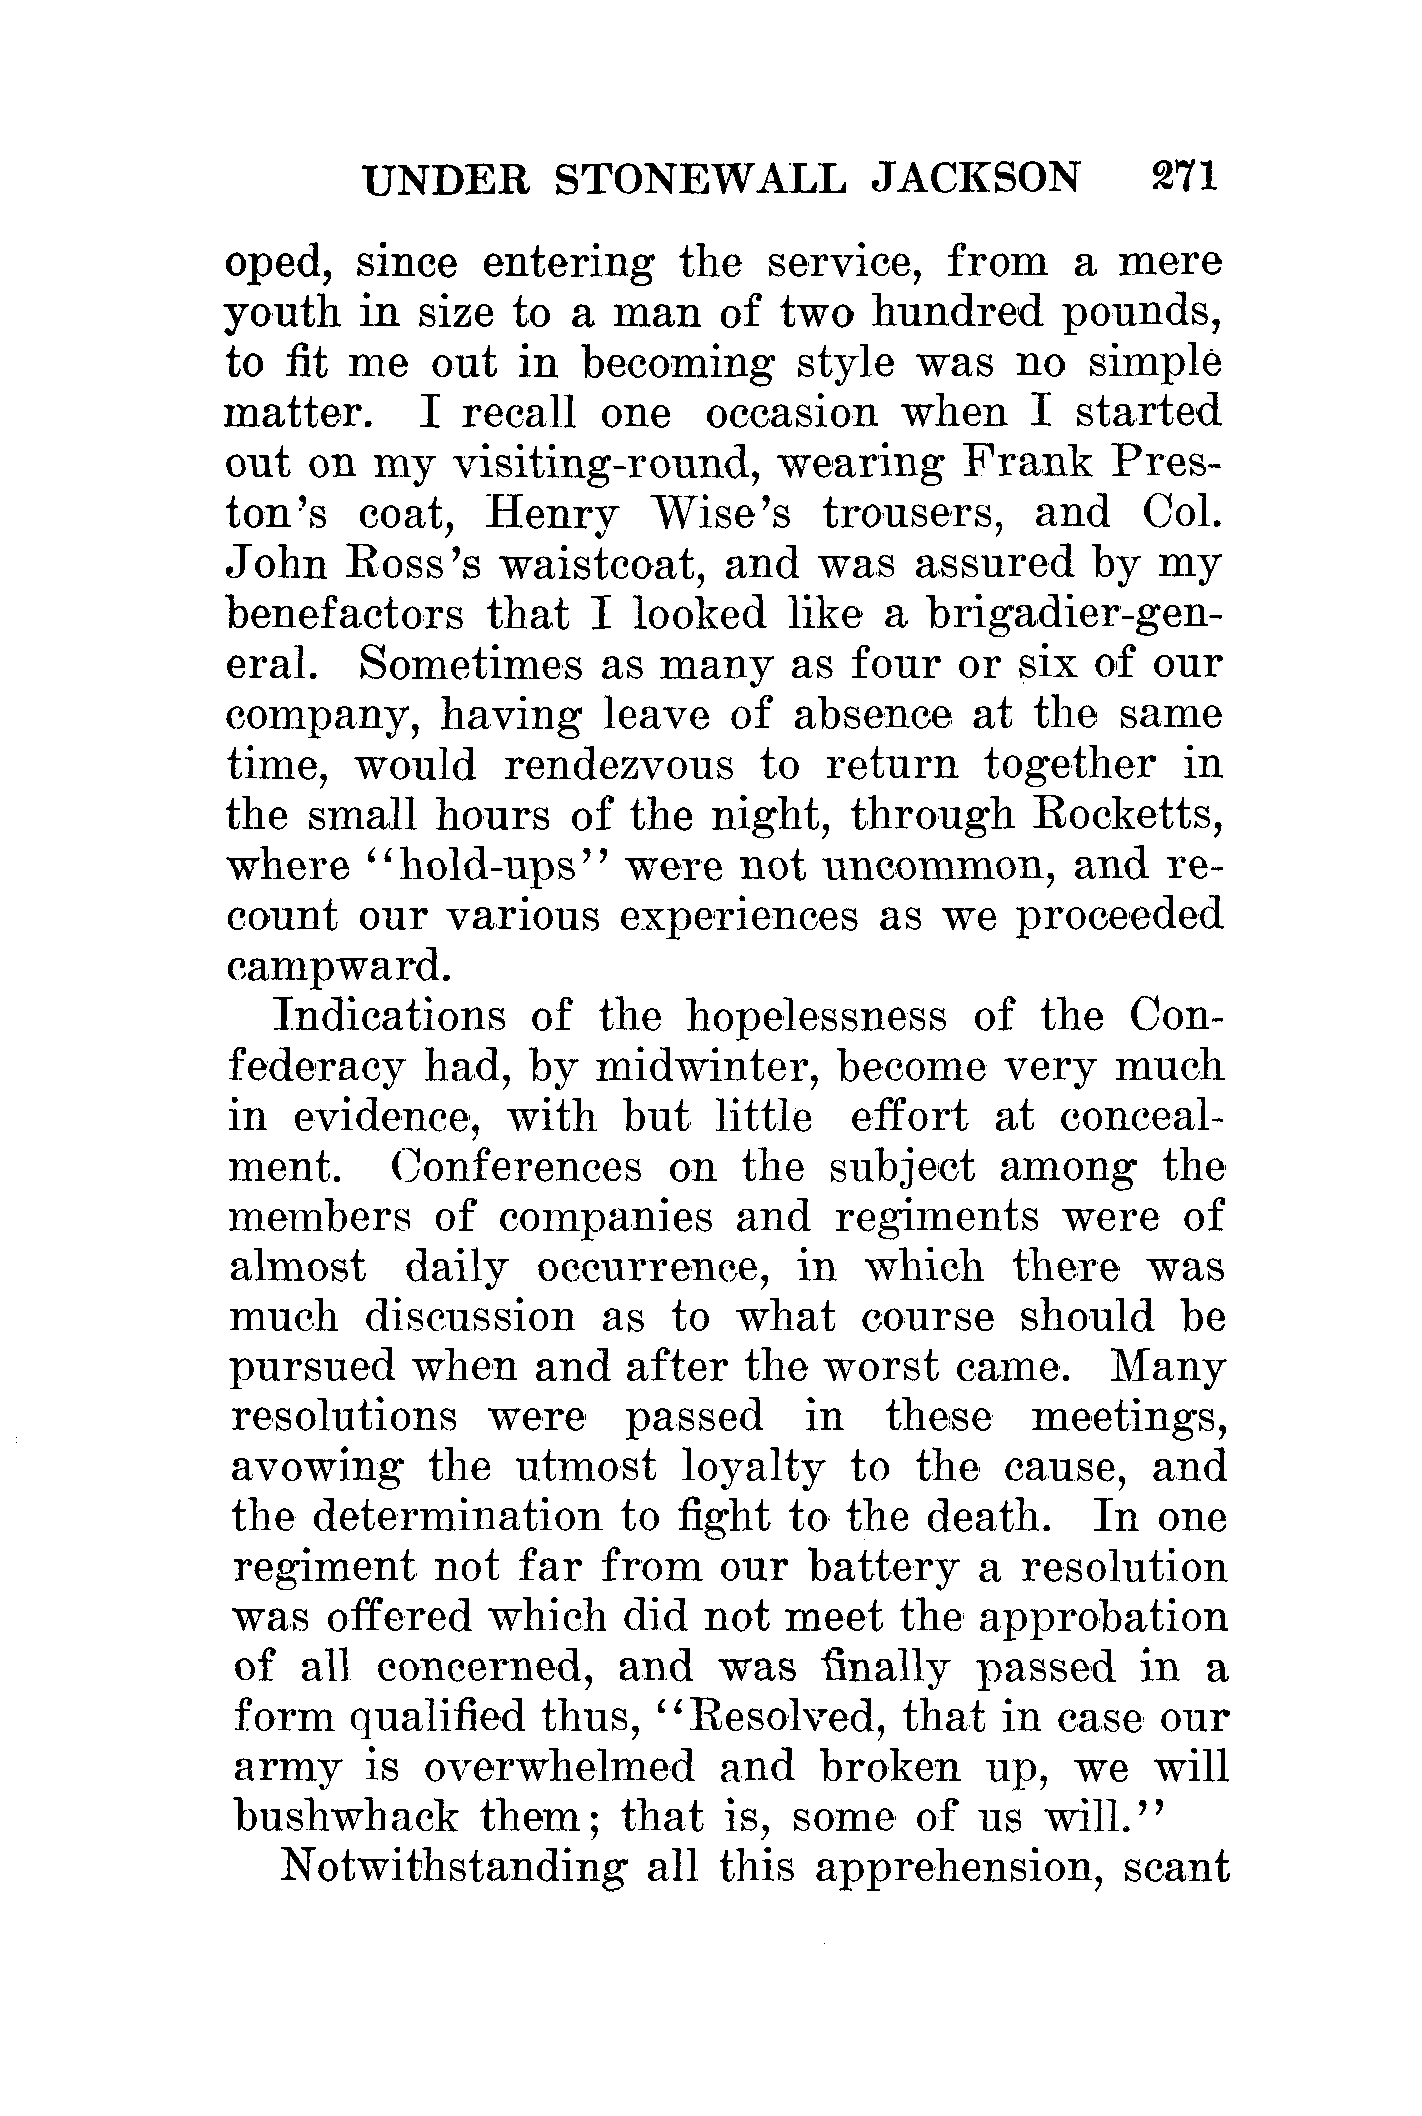 UNDER STONEWALL JACKSON 271
oped, since entering the service, from a mere
youth in size to a man of two hundred pounds,
to fit me out in becoming style was no simple
matter. I recall one occasion when I started
out on my visiting-round, wearing Frank Pres-
ton's coat, Henry Wise's trousers, and Col.
John Ross's waistcoat, and was assured by my
benefactors that I looked like a brigadier-gen-
eral. Sometimes as many as four or six of our
company, having leave of absence at the same
time, would rendezvous to return together in
the small hours of the night, through Rocketts,
where "hold-ups" were not uncommon, and re-
count our various experiences as we proceeded
campward.
Indications of the hopelessness of the Con-
federacy had, by midwinter, become very much
in evidence, with but little effort at conceal-
ment. Conferences on the subject among the
members of companies and regiments were of
almost daily occurrence, in which there was
much discussion as to what course should be
pursued when and after the worst came. Many
resolutions were passed in these meetings,
avowing the utmost loyalty to the cause, and
the determination to fight to the death. In one
regiment not far from our battery a resolution
was offered which did not meet the approbation
of all concerned, and was finally passed in a
form qualified thus, "Resolved, that in case our
army is overwhelmed and broken up, we will
bushwhack them; that is, some of us will."
Notwithstanding all this apprehension, scant